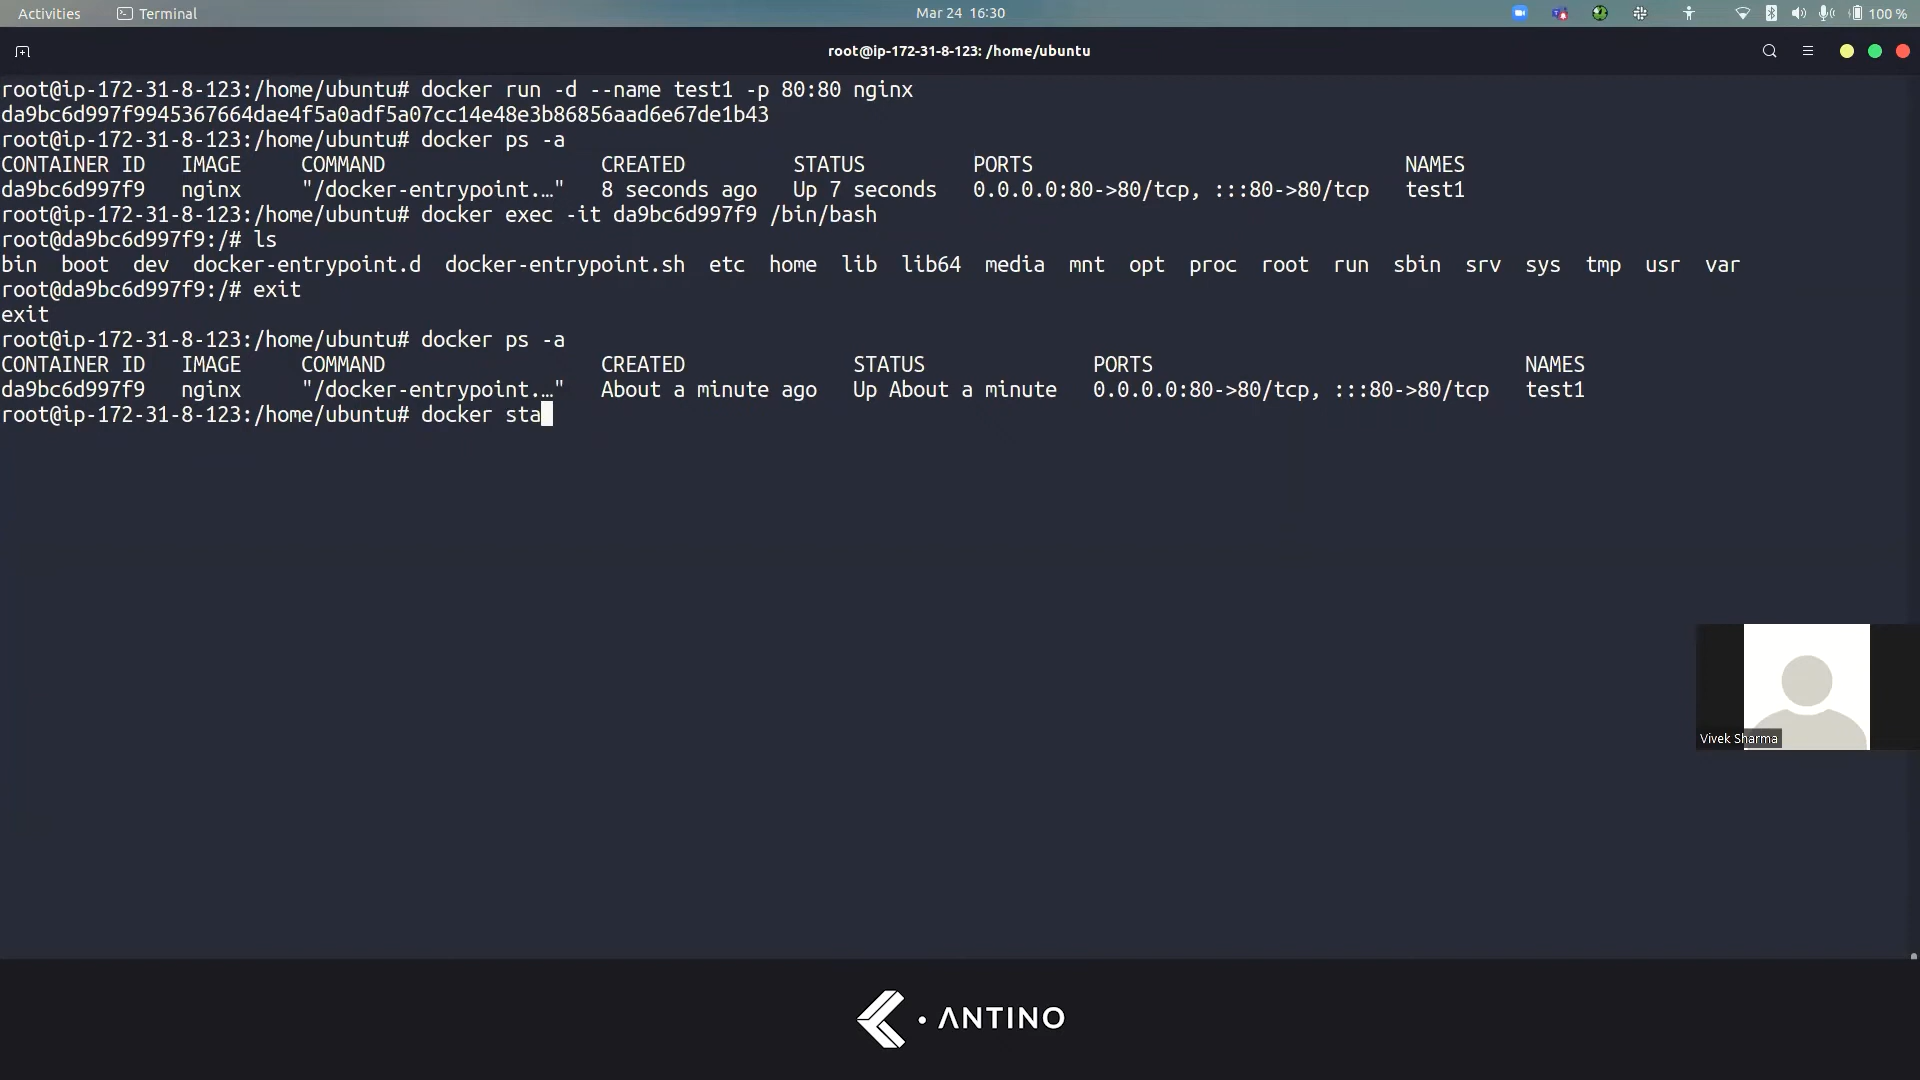 Activities Terminal Mar 24 16:30 100 %
root@ip-172-31-8-123: /home/ubuntu
root@ip-172-31-8-123:/home/ubuntu# docker run -d --name test1 -p 80:80 nginx
da9bc6d997f9945367664dae4f5a0adf5a07cc14e48e3b86856aad6e67de1b43
root@ip-172-31-8-123:/home/ubuntu# docker ps -a
CONTAINER ID   IMAGE     COMMAND                  CREATED         STATUS         PORTS                               NAMES
da9bc6d997f9   nginx     "/docker-entrypoint.…"   8 seconds ago   Up 7 seconds   0.0.0.0:80->80/tcp, :::80->80/tcp   test1
root@ip-172-31-8-123:/home/ubuntu# docker exec -it da9bc6d997f9 /bin/bash
root@da9bc6d997f9:/# ls
bin  boot  dev  docker-entrypoint.d  docker-entrypoint.sh  etc  home  lib  lib64  media  mnt  opt  proc  root  run  sbin  srv  sys  tmp  usr  var
root@da9bc6d997f9:/# exit
exit
root@ip-172-31-8-123:/home/ubuntu# docker ps -a
CONTAINER ID   IMAGE     COMMAND                  CREATED              STATUS              PORTS                               NAMES
da9bc6d997f9   nginx     "/docker-entrypoint.…"   About a minute ago   Up About a minute   0.0.0.0:80->80/tcp, :::80->80/tcp   test1
root@ip-172-31-8-123:/home/ubuntu# docker sta
Vivek Sharma
ANTINO